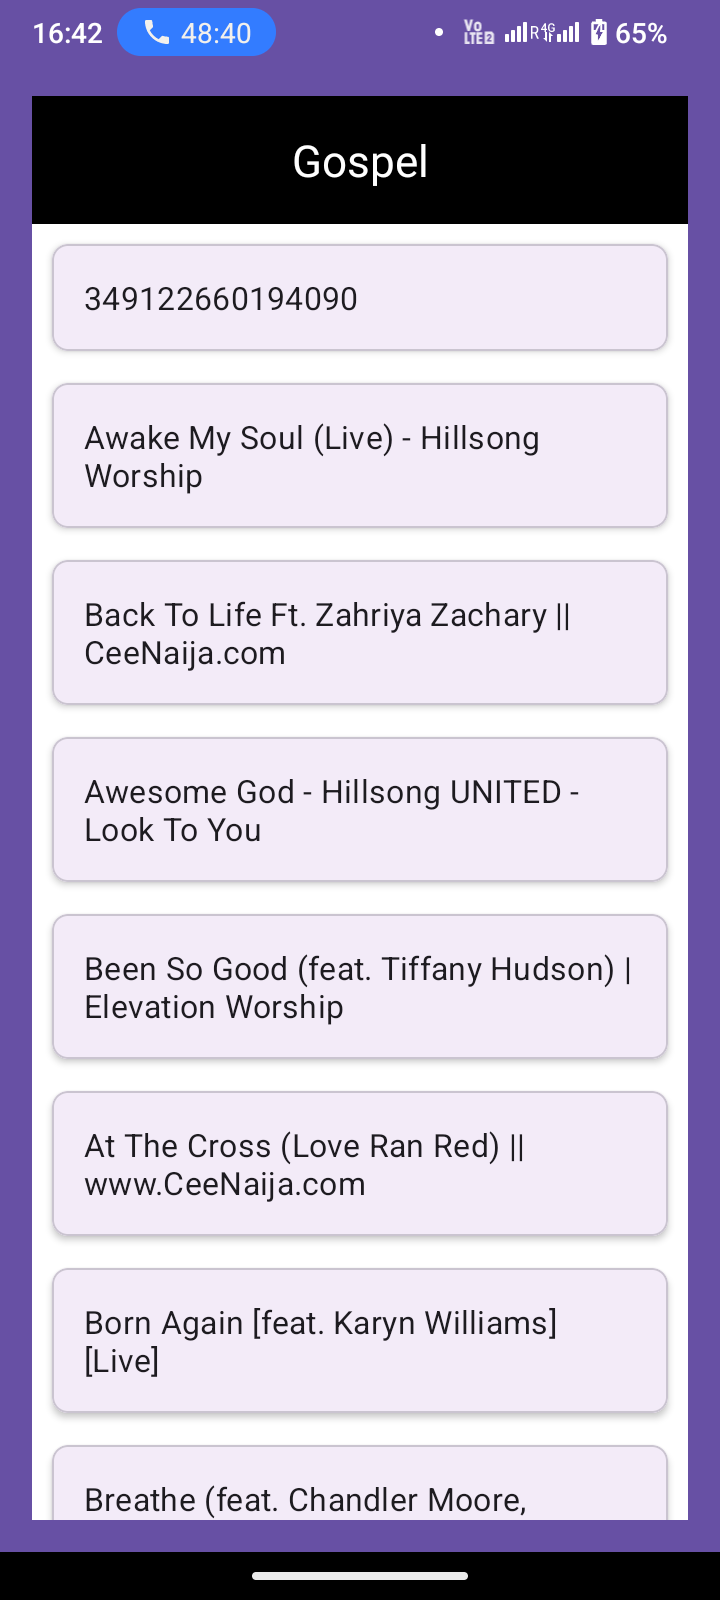 16:42 48:40 VoLTE2 R 4G 65%
Gospel
349122660194090
Awake My Soul (Live) - Hillsong
Worship
Back To Life Ft. Zahriya Zachary ||
CeeNaija.com
Awesome God - Hillsong UNITED -
Look To You
Been So Good (feat. Tiffany Hudson) |
Elevation Worship
At The Cross (Love Ran Red) ||
www.CeeNaija.com
Born Again [feat. Karyn Williams]
[Live]
Breathe (feat. Chandler Moore,